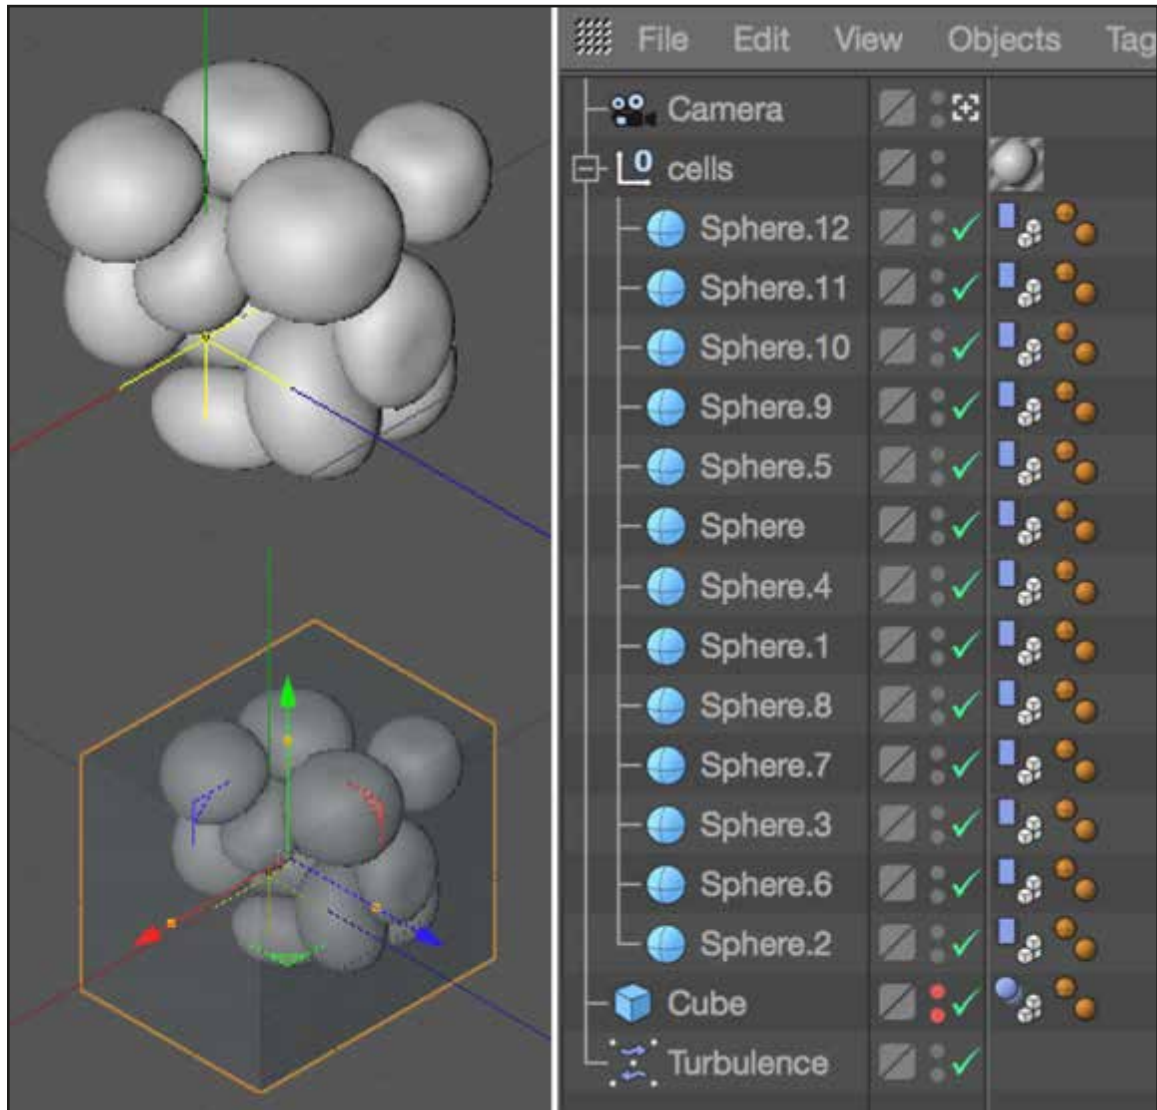 File Edit View Objects Tag
Camera
0 cells
Sphere.12
Sphere.11
Sphere.10
Sphere.9
Sphere.5
Sphere
Sphere.4
Sphere.1
Sphere.8
Sphere.7
Sphere.3
Sphere.6
Sphere.2
Cube
Turbulence